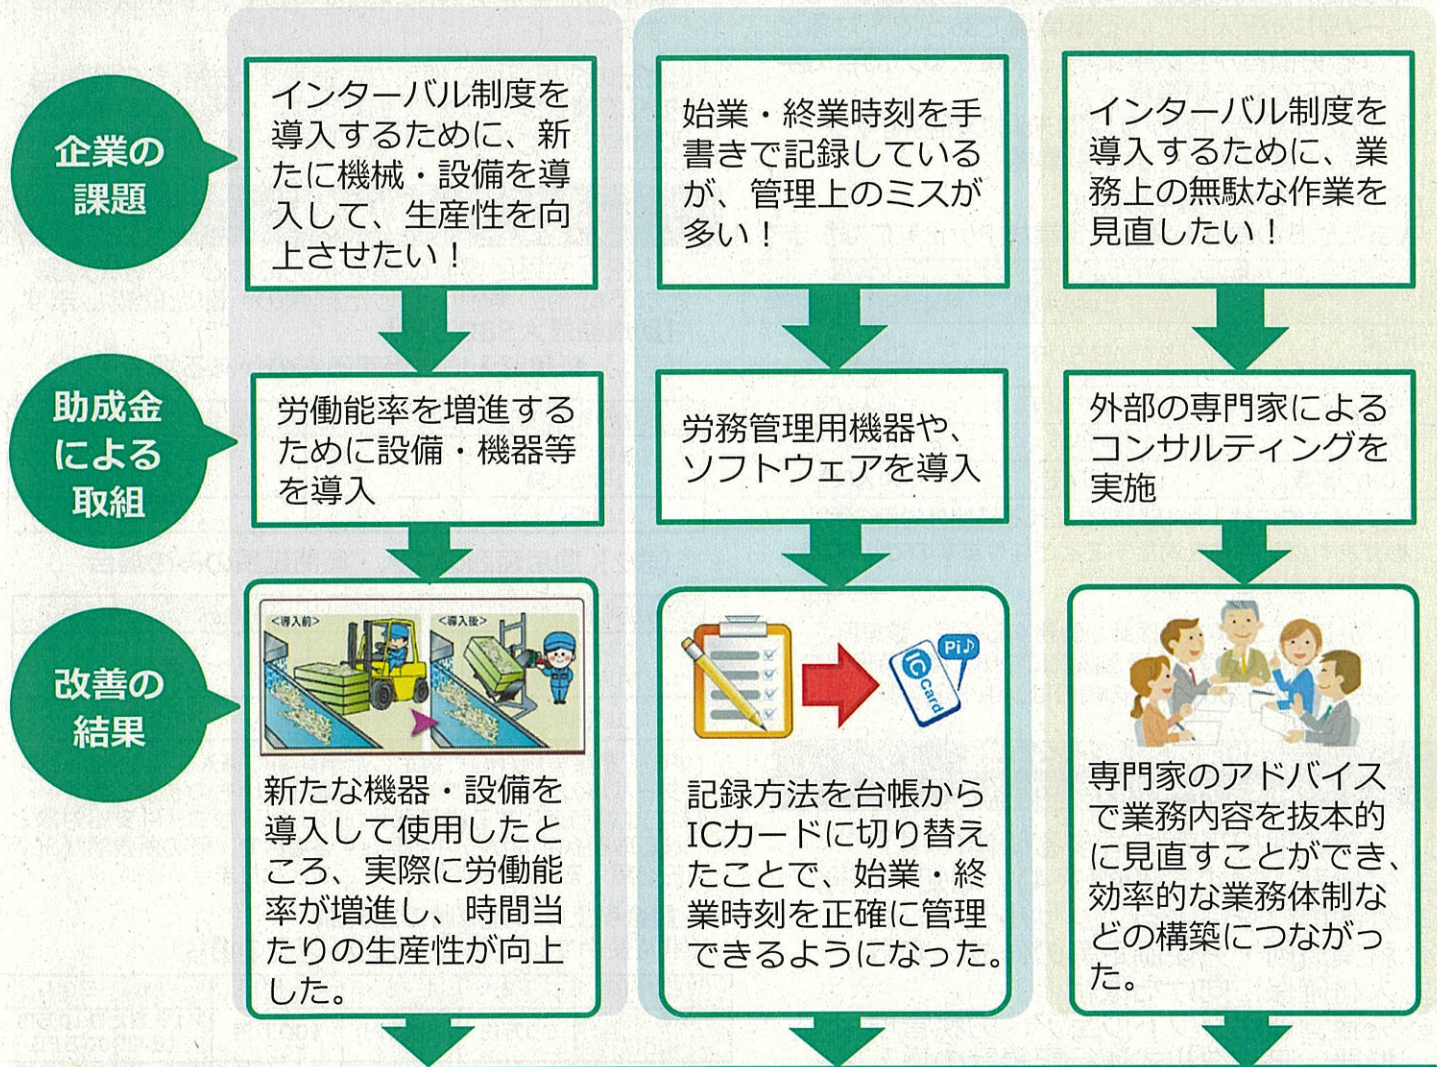 企業の
課題
インターバル制度を
導入するために、新
たに機械・設備を導
入して、生産性を向
上させたい！
始業・終業時刻を手
書きで記録している
が、管理上のミスが
多い！
インターバル制度を
導入するために、業
務上の無駄な作業を
見直したい！
助成金
による
取組
労働能率を増進する
ために設備・機器等
を導入
労務管理用機器や、
ソフトウェアを導入
外部の専門家による
コンサルティングを
実施
改善の
結果
<導入前>
<導入後>
新たな機器・設備を
導入して使用したと
ころ、実際に労働能
率が増進し、時間当
たりの生産性が向上
した。
IC Card
Pi♪
記録方法を台帳から
ICカードに切り替え
たことで、始業・終
業時刻を正確に管理
できるようになった。
専門家のアドバイス
で業務内容を抜本的
に見直すことができ、
効率的な業務体制な
どの構築につながっ
た。